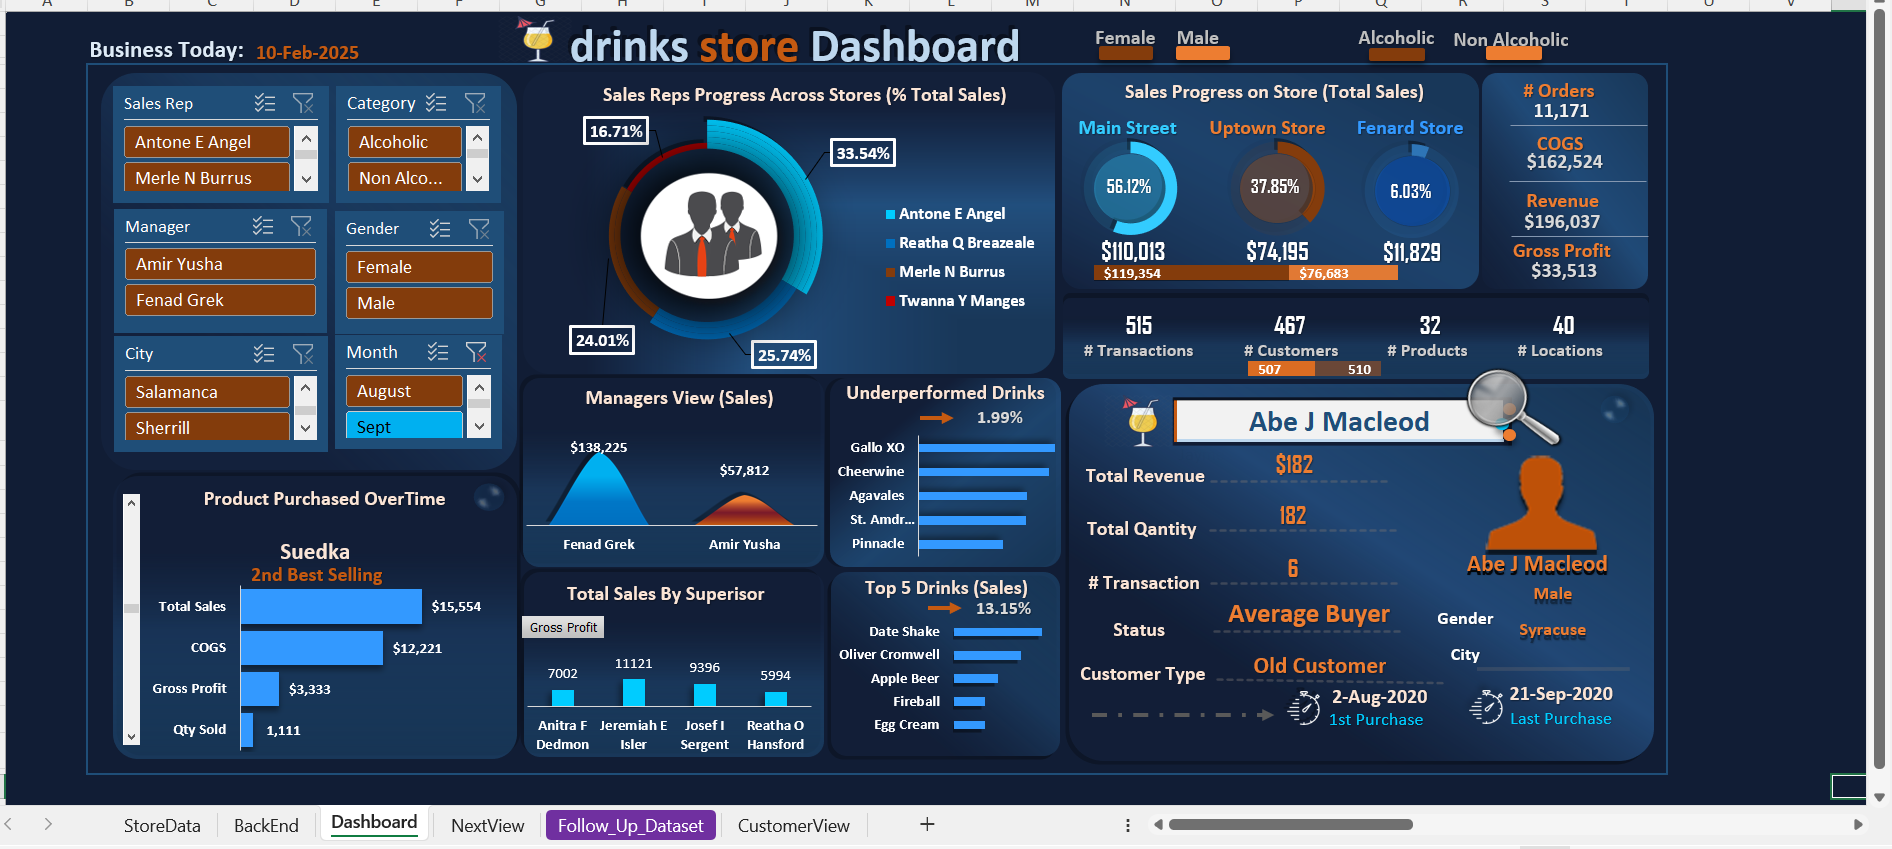 A B C D E F G H I J K L M N O P Q R S T U V
Business Today: 10-Feb-2025
drinks store Dashboard
Female Male
Alcoholic Non Alcoholic
Sales Rep
Antone E Angel
Merle N Burrus
Category
Alcoholic
Non Alco...
Manager
Amir Yusha
Fenad Grek
Gender
Female
Male
City
Salamanca
Sherrill
Month
August
Sept
Sales Reps Progress Across Stores (% Total Sales)
16.71%
33.54%
24.01%
25.74%
Antone E Angel
Reatha Q Breazeale
Merle N Burrus
Twanna Y Manges
Sales Progress on Store (Total Sales)
Main Street Uptown Store Fenard Store
56.12% 37.85% 6.03%
$110,013 $74,195 $11,829
$119,354 $76,683
# Orders
11,171
COGS
$162,524
Revenue
$196,037
Gross Profit
$33,513
515 467 32 40
# Transactions # Customers # Products # Locations
507 510
Product Purchased OverTime
Suedka
2nd Best Selling
Total Sales $15,554
COGS $12,221
Gross Profit $3,333
Qty Sold 1,111
Managers View (Sales)
$138,225
$57,812
Fenad Grek Amir Yusha
Underperformed Drinks
1.99%
Gallo XO
Cheerwine
Agavales
St. Amdr...
Pinnacle
Total Sales By Superisor
Gross Profit
7002 11121 9396 5994
Anitra F Dedmon
Jeremiah E Isler
Josef I Sergent
Reatha O Hansford
Top 5 Drinks (Sales)
13.15%
Date Shake
Oliver Cromwell
Apple Beer
Fireball
Egg Cream
Abe J Macleod
Total Revenue $182
Total Qantity 182
# Transaction 6
Status Average Buyer
Customer Type Old Customer
Abe J Macleod
Male
Gender
Syracuse
City
2-Aug-2020
1st Purchase
21-Sep-2020
Last Purchase
StoreData BackEnd Dashboard NextView Follow_Up_Dataset CustomerView